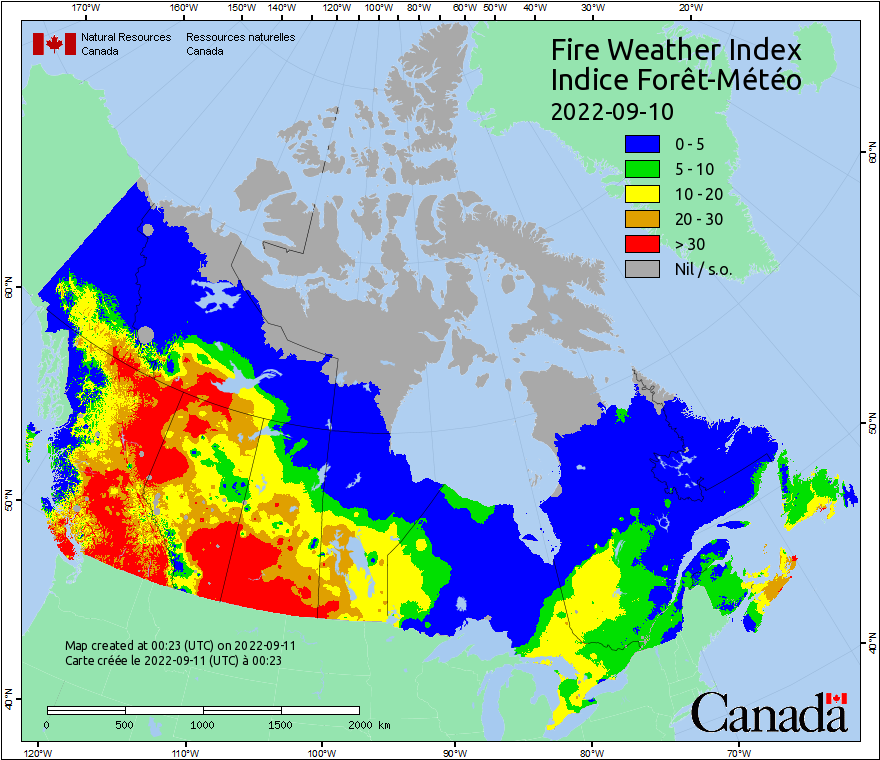 170°W 160°W 150°W 140°W 120°W 100°W 80°W 60°W 50°W 40°W 30°W 20°W
Natural Resources Ressources naturelles
Canada Canada
Fire Weather Index
Indice Forêt-Météo
2022-09-10
0 - 5
5 - 10
10 - 20
20 - 30
> 30
Nil / s.o.
60°N
60°N
50°N
50°N
40°N
40°N
Map created at 00:23 (UTC) on 2022-09-11
Carte créée le 2022-09-11 (UTC) à 00:23
0 500 1000 1500 2000 km
Canada
120°W 110°W 100°W 90°W 80°W 70°W